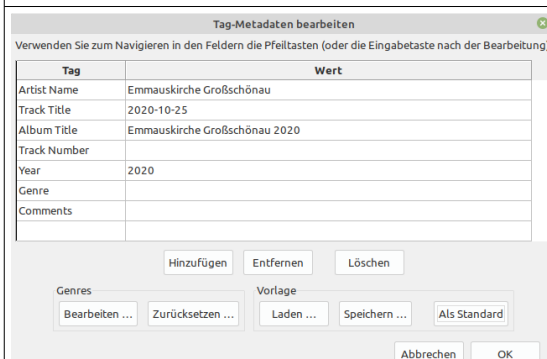 Tag-Metadaten bearbeiten
Verwenden Sie zum Navigieren in den Feldern die Pfeiltasten (oder die Eingabetaste nach der Bearbeitung)
Tag Wert
Artist Name Emmauskirche Großschönau
Track Title 2020-10-25
Album Title Emmauskirche Großschönau 2020
Track Number
Year 2020
Genre
Comments
Hinzufügen Entfernen Löschen
Genres Vorlage
Bearbeiten ... Zurücksetzen ... Laden ... Speichern ... Als Standard
Abbrechen OK